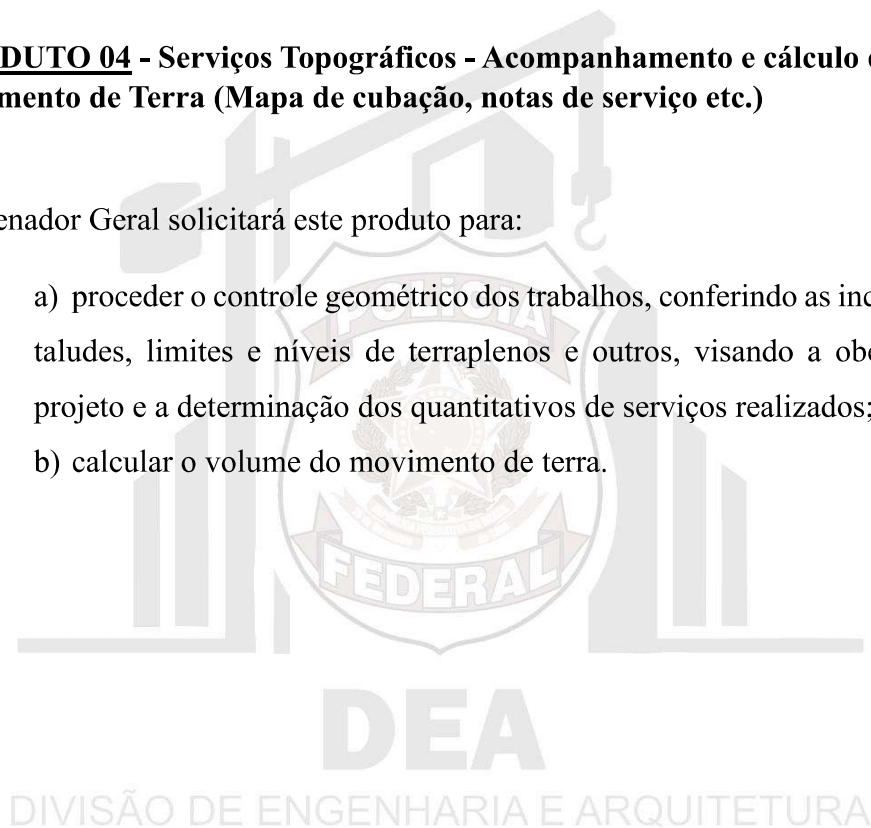 DUTO 04 - Serviços Topográficos - Acompanhamento e cálculo
mento de Terra (Mapa de cubação, notas de serviço etc.)
enador Geral solicitará este produto para:
a) proceder o controle geométrico dos trabalhos, conferindo as inc
taludes, limites e níveis de terraplenos e outros, visando a obe
projeto e a determinação dos quantitativos de serviços realizados;
b) calcular o volume do movimento de terra.
POLÍCIA
FEDERAL
DEA
DIVISÃO DE ENGENHARIA E ARQUITETURA